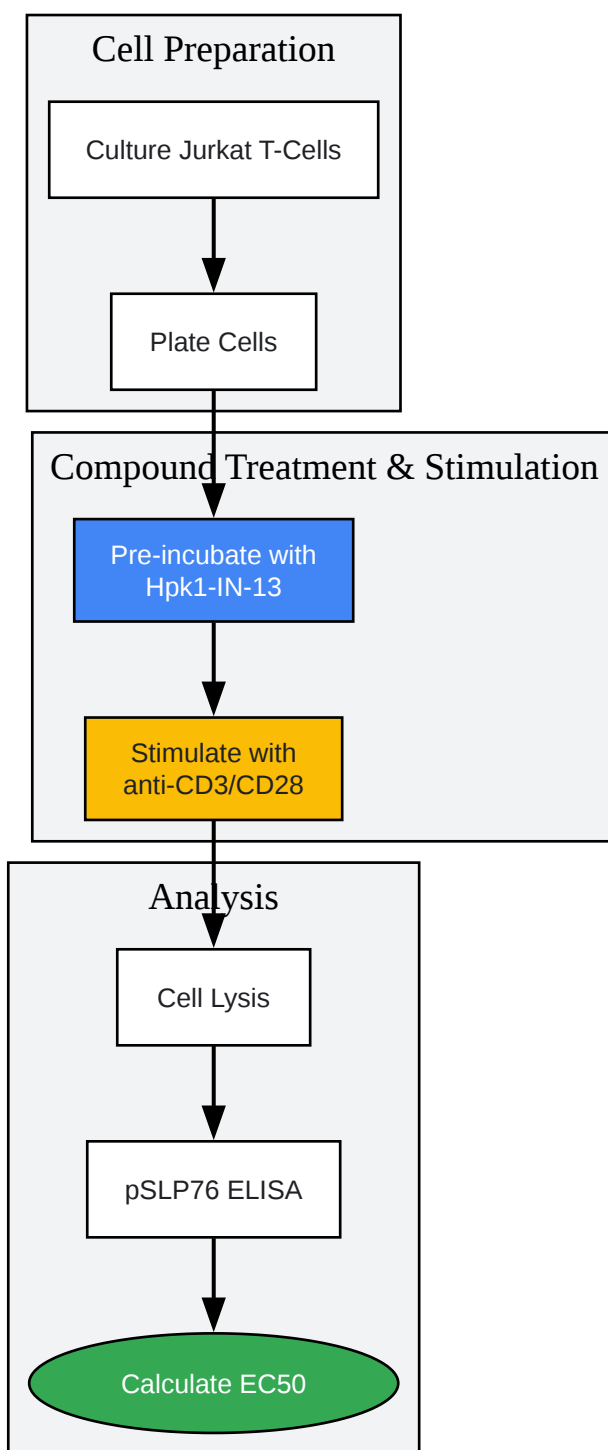 Cell Preparation
Culture Jurkat T-Cells
Plate Cells
Compound Treatment & Stimulation
Pre-incubate with
Hpk1-IN-13
Stimulate with
anti-CD3/CD28
Analysis
Cell Lysis
pSLP76 ELISA
Calculate EC50